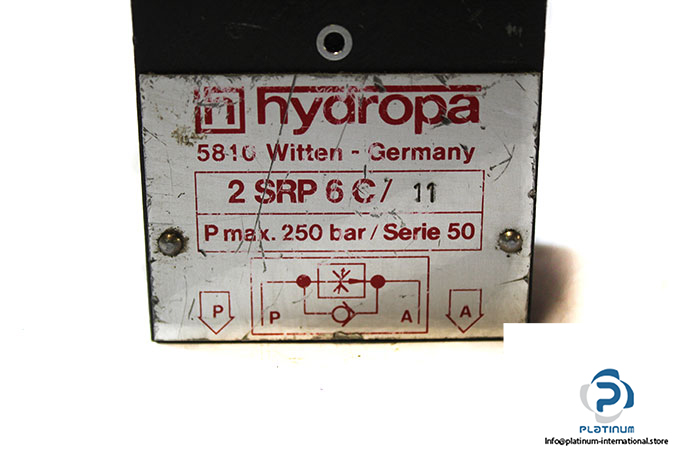 h hydropa
5810 Witten - Germany
2 SRP 6 C/ 11
P max. 250 bar / Serie 50
P P A A
P
PLATINUM
info@platinum-international.store